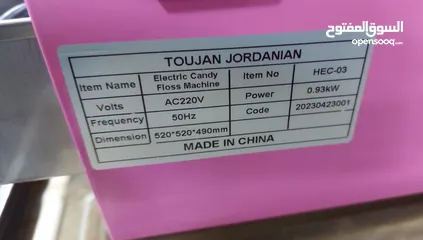 السوق المفتوح
opensooq.com
TOUJAN JORDANIAN
Item Name Electric Candy Floss Machine Item No HEC-03
Volts AC220V Power 0.93kW
Frequency 50Hz Code 20230423001
Dimension 520*520*490mm
MADE IN CHINA